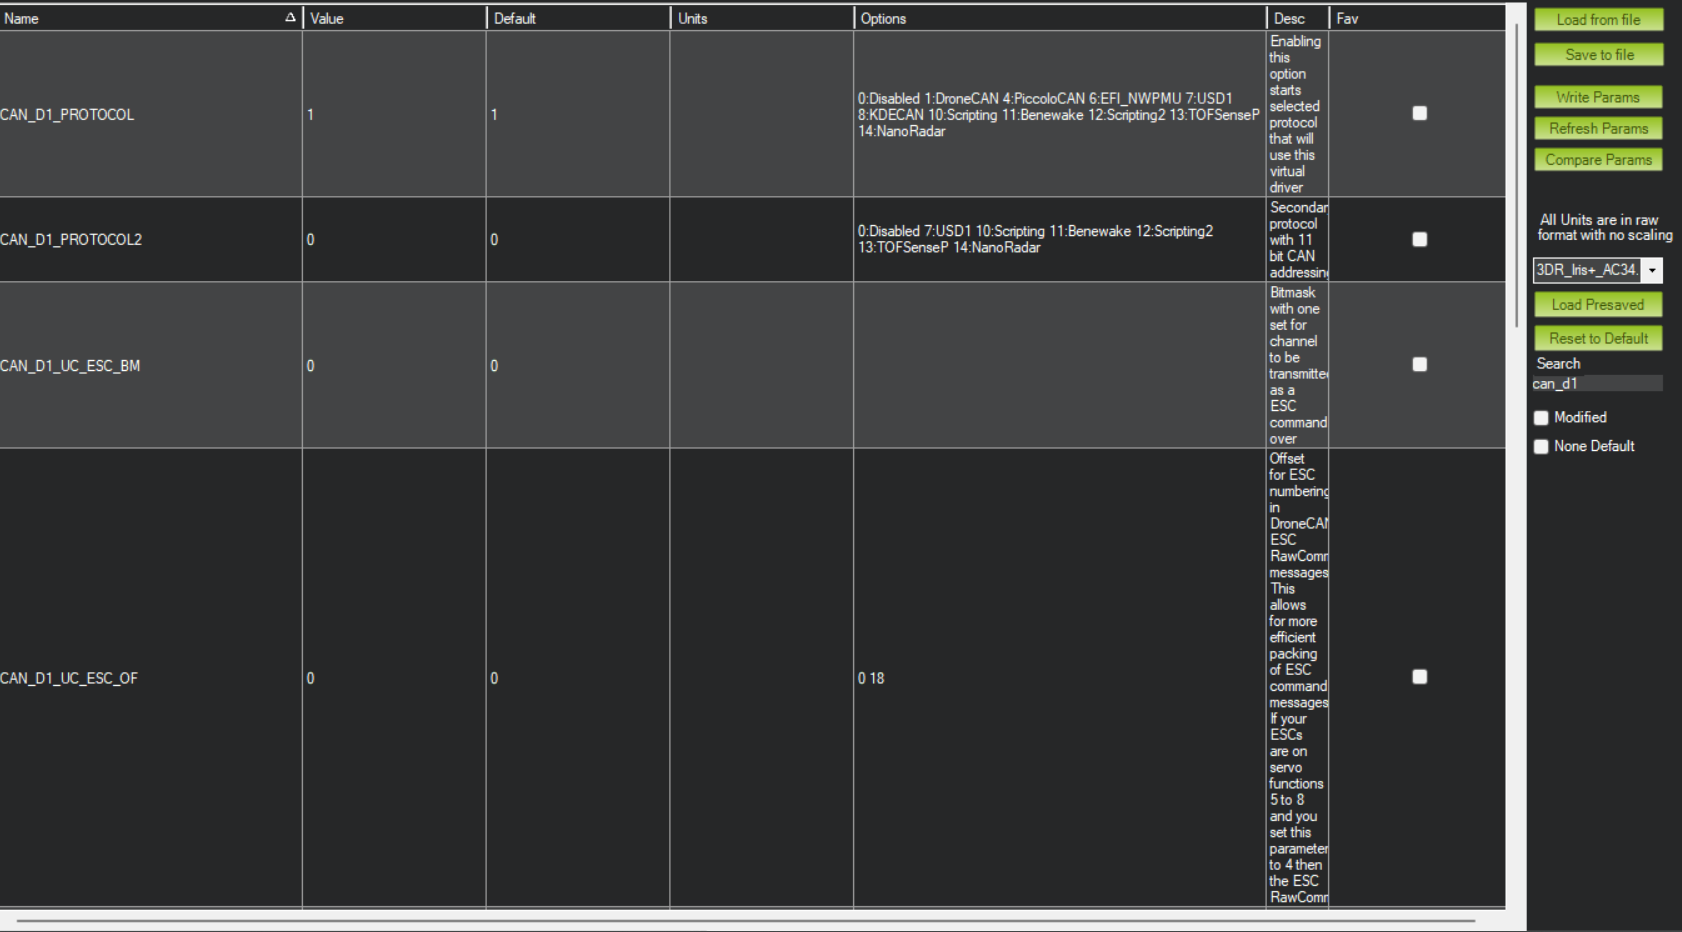 Name Value Default Units Options Desc Fav
CAN_D1_PROTOCOL 1 1
0:Disabled 1:DroneCAN 4:PiccoloCAN 6:EFI_NWPMU 7:USD1
8:KDECAN 10:Scripting 11:Benewake 12:Scripting2 13:TOFSenseP
14:NanoRadar
Enabling
this
option
starts
selected
protocol
that will
use this
virtual
driver
CAN_D1_PROTOCOL2 0 0
0:Disabled 7:USD1 10:Scripting 11:Benewake 12:Scripting2
13:TOFSenseP 14:NanoRadar
Secondar
protocol
with 11
bit CAN
addressin
CAN_D1_UC_ESC_BM 0 0
Bitmask
with one
set for
channel
to be
transmitte
as a
ESC
command
over
CAN_D1_UC_ESC_OF 0 0 0 18
Offset
for ESC
numbering
in
DroneCAN
ESC
RawComm
messages
This
allows
for more
efficient
packing
of ESC
command
messages
If your
ESCs
are on
servo
functions
5 to 8
and you
set this
parameter
to 4 then
the ESC
RawComm
Load from file
Save to file
Write Params
Refresh Params
Compare Params
All Units are in raw
format with no scaling
3DR_Iris+_AC34.
Load Presaved
Reset to Default
Search
can_d1
Modified
None Default